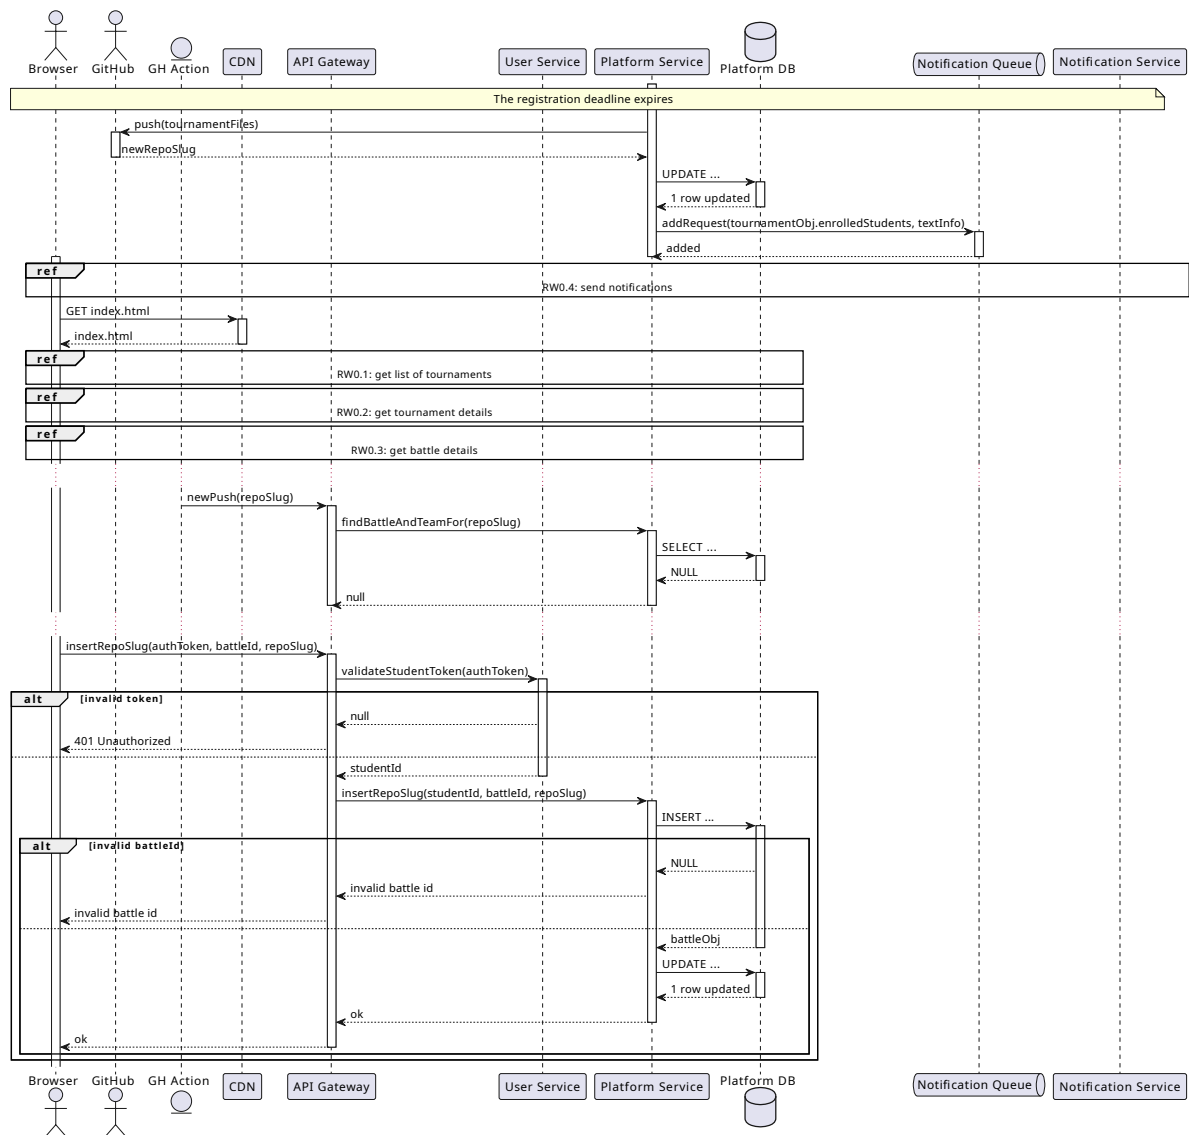 Browser
GitHub
GH Action
CDN
API Gateway
User Service
Platform Service
Platform DB
Notification Queue
Notification Service
The registration deadline expires
push(tournamentFiles)
newRepoSlug
UPDATE ...
1 row updated
addRequest(tournamentObj.enrolledStudents, textInfo)
added
ref
RW0.4: send notifications
GET index.html
index.html
ref
RW0.1: get list of tournaments
ref
RW0.2: get tournament details
ref
RW0.3: get battle details
newPush(repoSlug)
findBattleAndTeamFor(repoSlug)
SELECT ...
NULL
null
insertRepoSlug(authToken, battleId, repoSlug)
validateStudentToken(authToken)
alt [invalid token]
null
401 Unauthorized
studentId
insertRepoSlug(studentId, battleId, repoSlug)
INSERT ...
alt [invalid battleId]
NULL
invalid battle id
invalid battle id
battleObj
UPDATE ...
1 row updated
ok
ok
Browser
GitHub
GH Action
CDN
API Gateway
User Service
Platform Service
Platform DB
Notification Queue
Notification Service